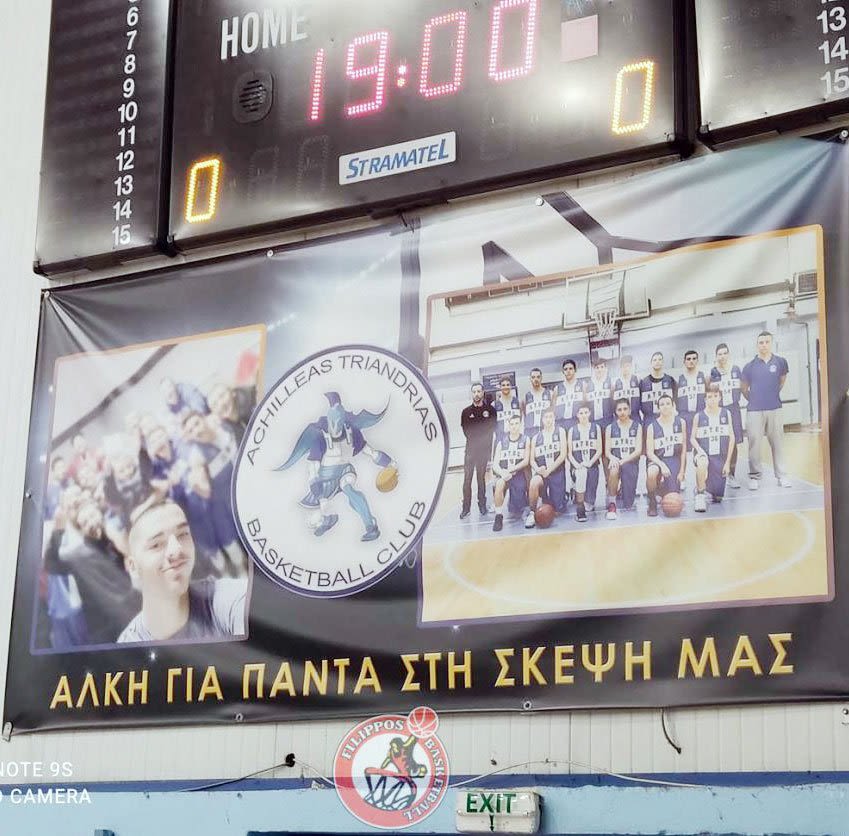 6
7
8
9
10
11
12
13
14
15
HOME
19:00
0
0
STRAMATEL
13
14
15
ACHILLEAS TRIANDRIAS
BASKETBALL CLUB
ΑΛΚΗ ΓΙΑ ΠΑΝΤΑ ΣΤΗ ΣΚΕΨΗ ΜΑΣ
FILIPPOS
BASKETBALL
NOTE 9S
CAMERA
EXIT